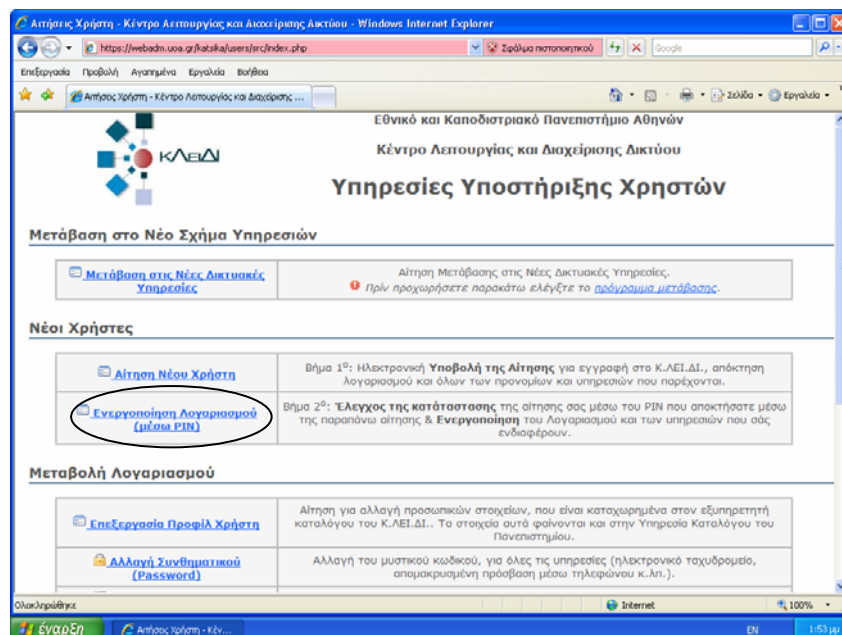 Αιτήσεις Χρήστη - Κέντρο Λειτουργίας και Διαχείρισης Δικτύου - Windows Internet Explorer
https://webadm.uoa.gr/katsika/users/src/index.php
Σφάλμα πιστοποιητικού
Google
Επεξεργασία Προβολή Αγαπημένα Εργαλεία Βοήθεια
Αιτήσεις Χρήστη - Κέντρο Λειτουργίας και Διαχείρισης ...
Σελίδα
Εργαλεία
Εθνικό και Καποδιστριακό Πανεπιστήμιο Αθηνών
ΚΛΕΙΔΙ
Κέντρο Λειτουργίας και Διαχείρισης Δικτύου
Υπηρεσίες Υποστήριξης Χρηστών
Μετάβαση στο Νέο Σχήμα Υπηρεσιών
Μετάβαση στις Νέες Δικτυακές
Υπηρεσίες
Αίτηση Μετάβασης στις Νέες Δικτυακές Υπηρεσίες.
Πρίν προχωρήσετε παρακάτω ελέγξτε το πρόγραμμα μετάβασης.
Νέοι Χρήστες
Αίτηση Νέου Χρήστη
Βήμα 1ο: Ηλεκτρονική Υποβολή της Αίτησης για εγγραφή στο Κ.ΛΕΙ.ΔΙ., απόκτηση
λογαριασμού και όλων των προνομίων και υπηρεσιών που παρέχονται.
Ενεργοποίηση Λογαριασμού
(μέσω PIN)
Βήμα 2ο: Έλεγχος της κατάστασης της αίτησης σας μέσω του PIN που αποκτήσατε μέσω
της παραπάνω αίτησης & Ενεργοποίηση του Λογαριασμού και των υπηρεσιών που σάς
ενδιαφέρουν.
Μεταβολή Λογαριασμού
Επεξεργασία Προφίλ Χρήστη
Αίτηση για αλλαγή προσωπικών στοιχείων, που είναι καταχωρημένα στον εξυπηρετητή
καταλόγου του Κ.ΛΕΙ.ΔΙ.. Τα στοιχεία αυτά φαίνονται και στην Υπηρεσία Καταλόγου του
Πανεπιστημίου.
Αλλαγή Συνθηματικού
(Password)
Αλλαγή του μυστικού κωδικού, για όλες τις υπηρεσίες (ηλεκτρονικό ταχυδρομείο,
απομακρυσμένη πρόσβαση μέσω τηλεφώνου κ.λπ.).
Ολοκληρώθηκε
Internet
100%
έναρξη
Αιτήσεις Χρήστη - Κέν...
EN
1:53 μμ